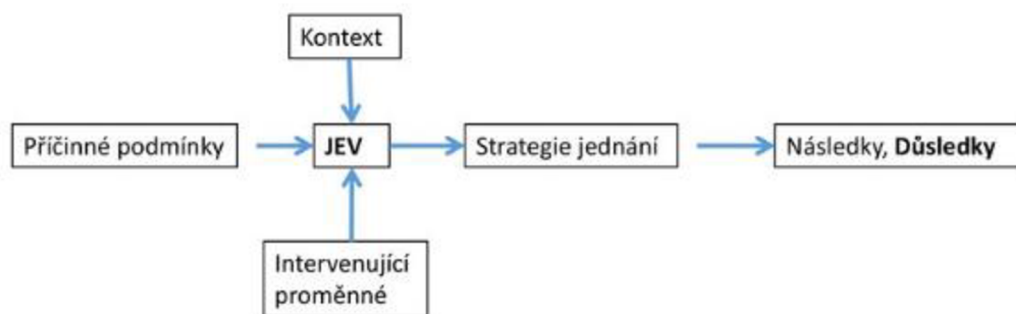 Kontext
Příčinné podmínky
JEV
Strategie jednání
Následky, Důsledky
Intervenující
proměnné